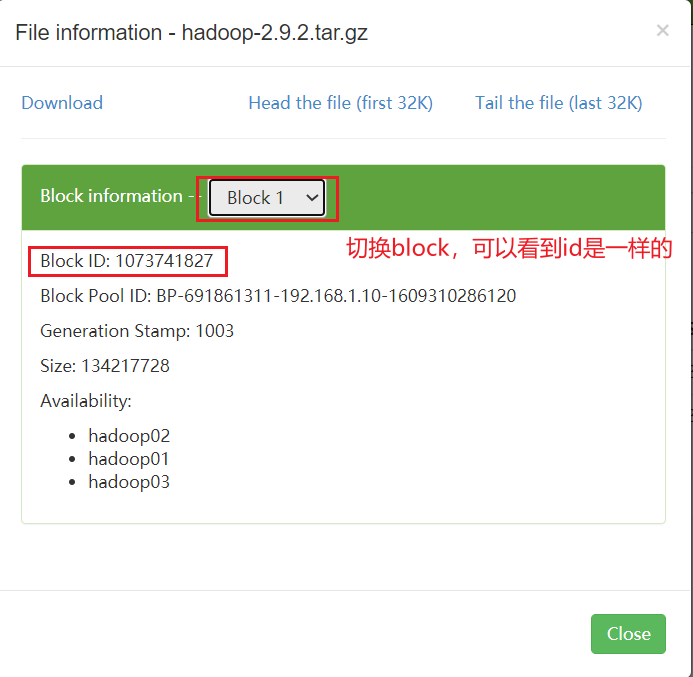 File information - hadoop-2.9.2.tar.gz ×
Download Head the file (first 32K) Tail the file (last 32K)
Block information -- Block 1
切换block，可以看到id是一样的
Block ID: 1073741827
Block Pool ID: BP-691861311-192.168.1.10-1609310286120
Generation Stamp: 1003
Size: 134217728
Availability:
• hadoop02
• hadoop01
• hadoop03
Close